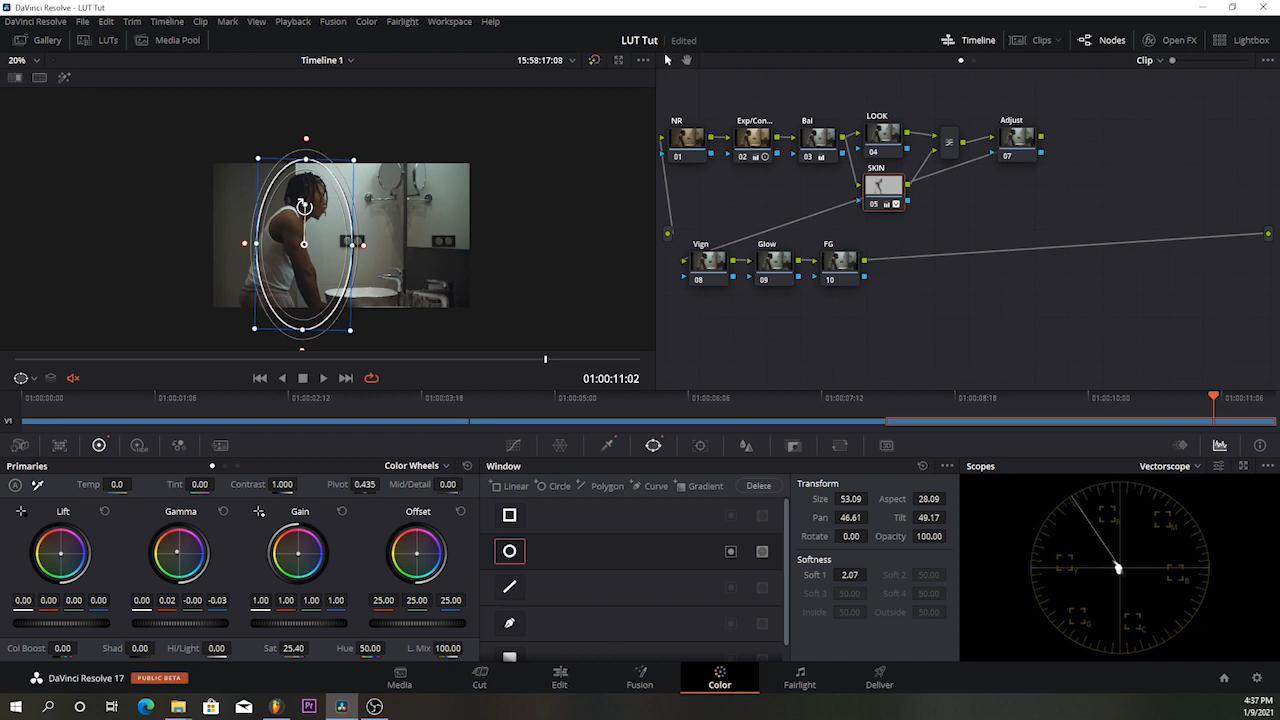 DaVinci Resolve - LUT Tut
DaVinci Resolve File Edit Trim Timeline Clip Mark View Playback Fusion Color Fairlight Workspace Help
Gallery LUTs Media Pool LUT Tut Edited Timeline Clips Nodes Open FX Lightbox
20% Timeline 1 15:58:17:08 Clip
NR Exp/Con... Bal LOOK Adjust
01 02 03 04 07
SKIN
05
Vign Glow FG
08 09 10
01:00:11:02
01:00:00:00 01:00:01:06 01:00:02:12 01:00:03:18 01:00:05:00 01:00:06:06 01:00:07:12 01:00:08:18 01:00:10:00 01:00:11:06
V1
Primaries Color Wheels Window Scopes Vectorscope
Temp 0.0 Tint 0.00 Contrast 1.000 Pivot 0.435 Mid/Detail 0.00 Linear Circle Polygon Curve Gradient Delete Transform
Lift Gamma Gain Offset
Size 53.09 Aspect 28.09
Pan 46.61 Tilt 49.17
Rotate 0.00 Opacity 100.00
Softness
Soft 1 2.07 Soft 2 50.00
Soft 3 50.00 Soft 4 50.00
Inside 50.00 Outside 50.00
0.00 0.00 0.00 0.00 0.00 0.02 -0.00 -0.03 1.00 1.00 1.00 1.00 25.00 25.00 25.00
Col Boost 0.00 Shad 0.00 Hi/Light 0.00 Sat 25.40 Hue 50.00 L. Mix 100.00
R M B C G Y
DaVinci Resolve 17 PUBLIC BETA Media Cut Edit Fusion Color Fairlight Deliver
4:37 PM
1/9/2021